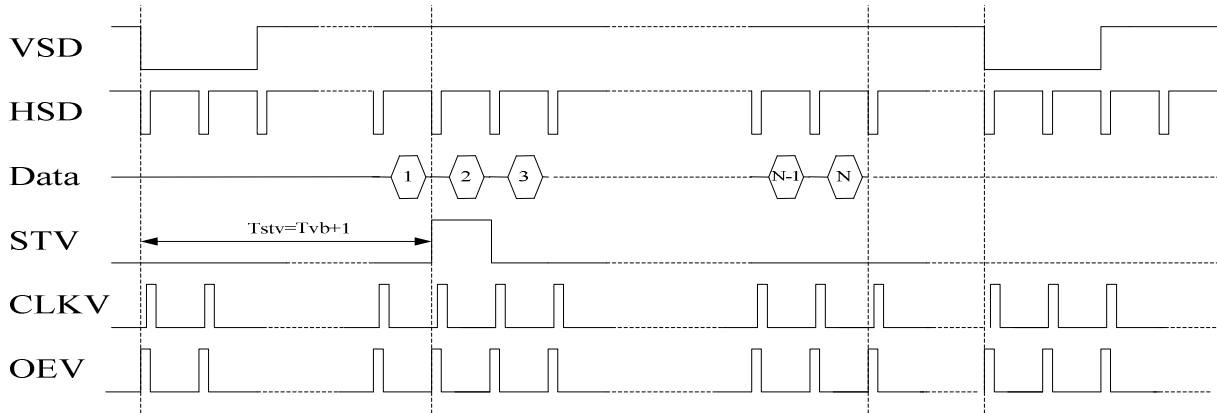 VSD
HSD
Data
1 2 3 N-1 N
Tstv=Tvb+1
STV
CLKV
OEV